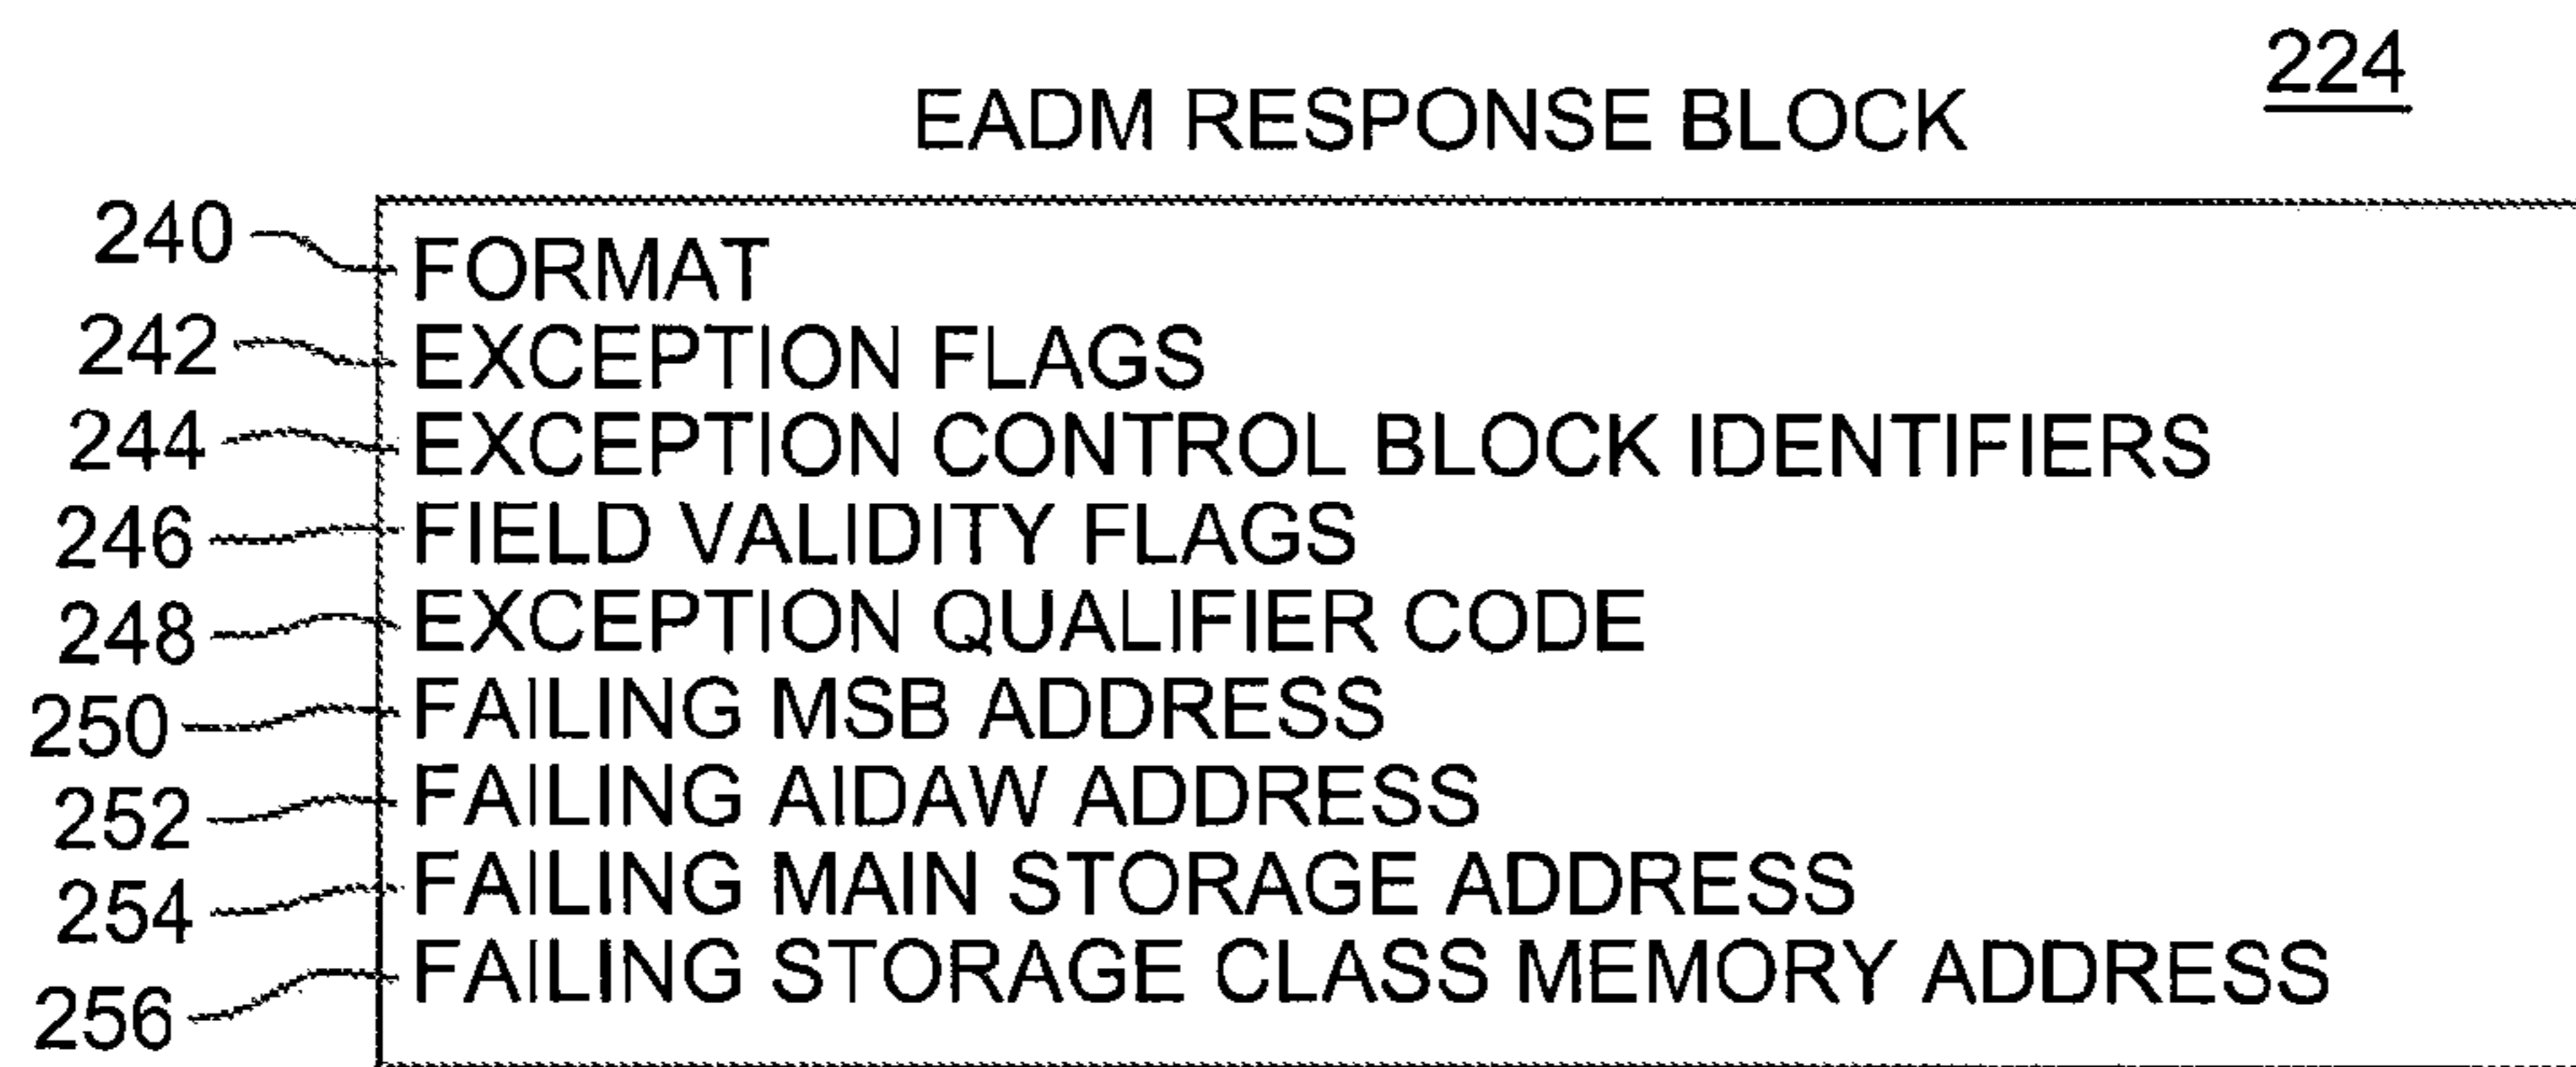 224
EADM RESPONSE BLOCK
240 FORMAT
242 EXCEPTION FLAGS
244 EXCEPTION CONTROL BLOCK IDENTIFIERS
246 FIELD VALIDITY FLAGS
248 EXCEPTION QUALIFIER CODE
250 FAILING MSB ADDRESS
252 FAILING AIDAW ADDRESS
254 FAILING MAIN STORAGE ADDRESS
256 FAILING STORAGE CLASS MEMORY ADDRESS